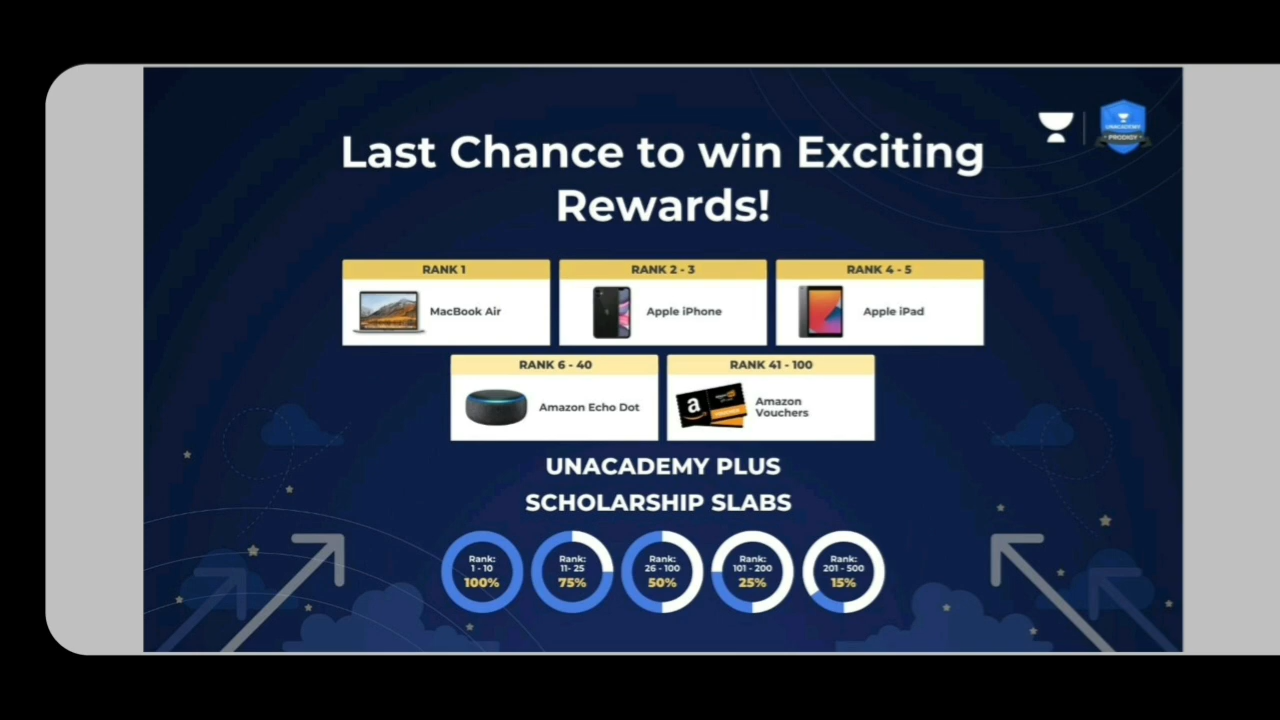 Last Chance to win Exciting
Rewards!
UNACADEMY
PRODIGY
RANK 1
RANK 2 - 3
RANK 4 - 5
MacBook Air
Apple iPhone
Apple iPad
RANK 6 - 40
RANK 41 - 100
Amazon Echo Dot
a
Amazon
Vouchers
UNACADEMY PLUS
SCHOLARSHIP SLABS
Rank:
1 - 10
100%
Rank:
11- 25
75%
Rank:
26 - 100
50%
Rank:
101 - 200
25%
Rank:
201 - 500
15%